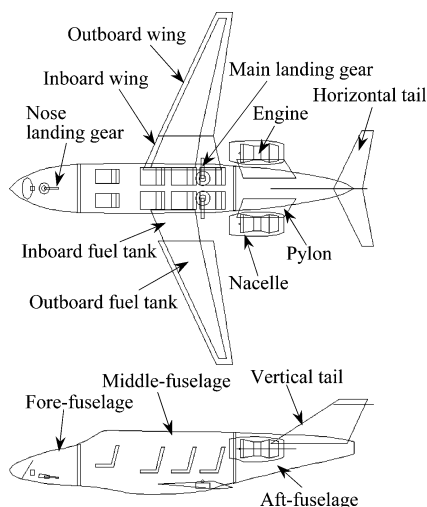 Outboard wing
Inboard wing
Main landing gear
Horizontal tail
Nose
landing gear
Engine
Inboard fuel tank
Pylon
Outboard fuel tank
Nacelle
Middle-fuselage
Vertical tail
Fore-fuselage
Aft-fuselage